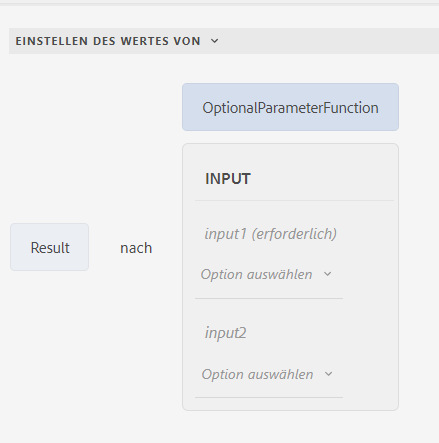 EINSTELLEN DES WERTES VON
OptionalParameterFunction
INPUT
input1 (erforderlich)
Result nach
Option auswählen
input2
Option auswählen